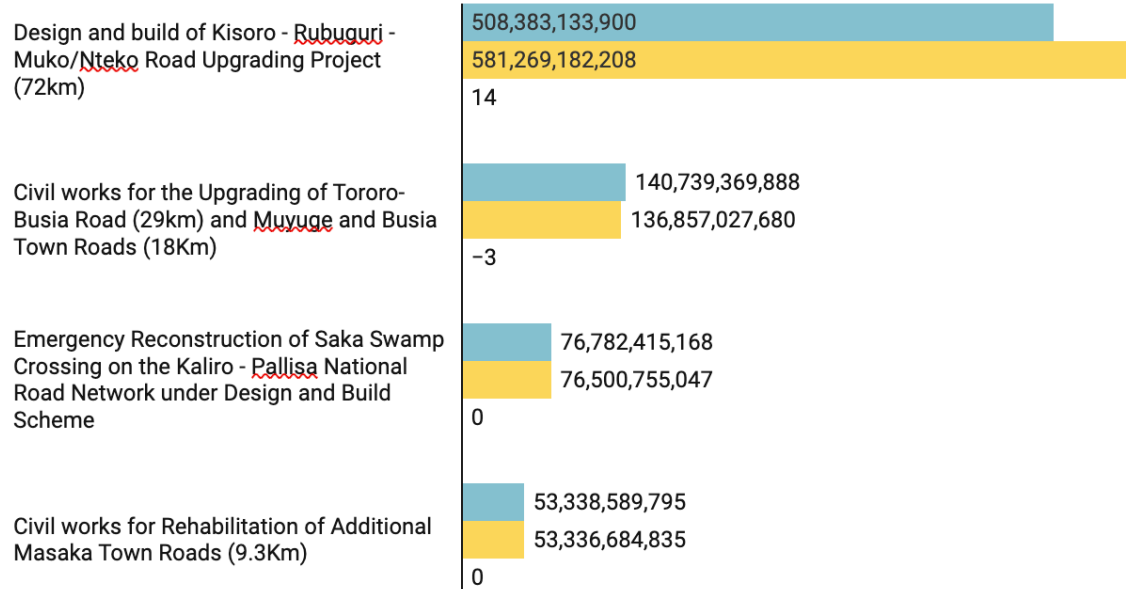 Design and build of Kisoro - Rubuguri -
Muko/Nteko Road Upgrading Project
(72km)
508,383,133,900
581,269,182,208
14
Civil works for the Upgrading of Tororo-
Busia Road (29km) and Muyuge and Busia
Town Roads (18Km)
140,739,369,888
136,857,027,680
−3
Emergency Reconstruction of Saka Swamp
Crossing on the Kaliro - Pallisa National
Road Network under Design and Build
Scheme
76,782,415,168
76,500,755,047
0
Civil works for Rehabilitation of Additional
Masaka Town Roads (9.3Km)
53,338,589,795
53,336,684,835
0